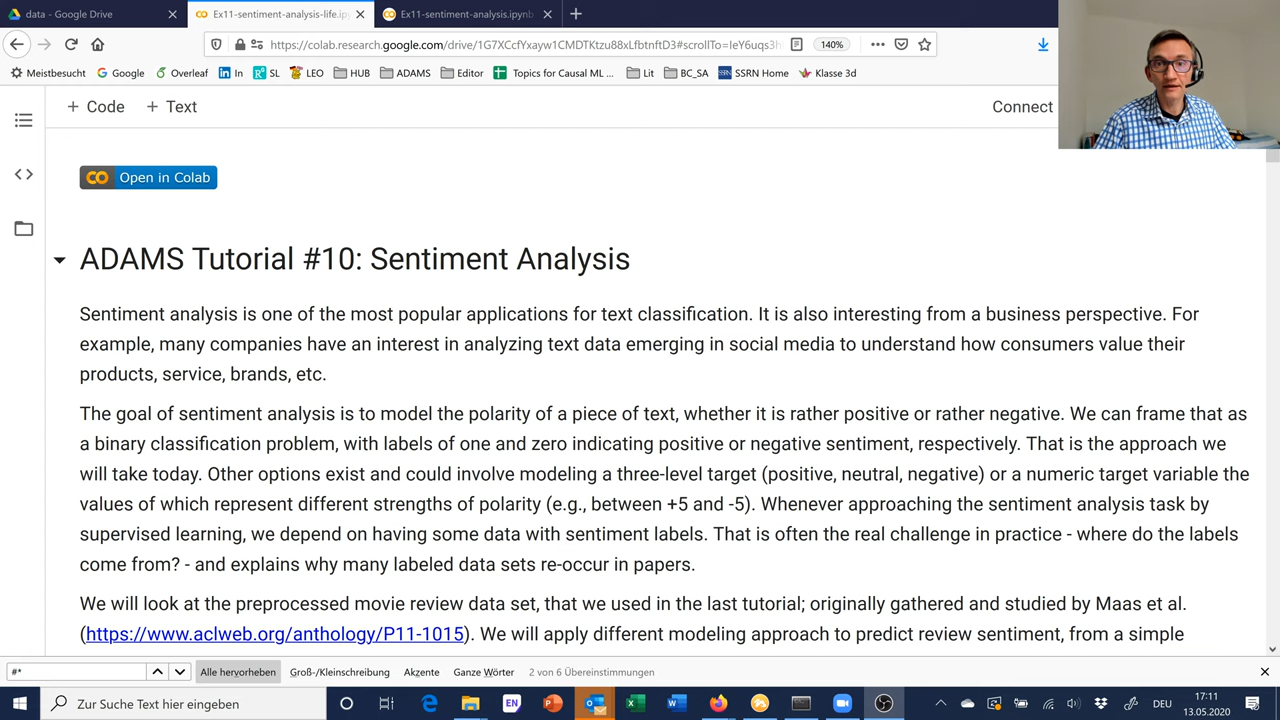 data - Google Drive
Ex11-sentiment-analysis-life.ipy
Ex11-sentiment-analysis.ipynb
https://colab.research.google.com/drive/1G7XCcfYxayw1CMDTKtzu88xLfbtnftD3#scrollTo=IeY6uqs3h
140%
Meistbesucht
Google
Overleaf
In
SL
LEO
HUB
ADAMS
Editor
Topics for Causal ML ...
Lit
BC_SA
SSRN Home
Klasse 3d
+ Code
+ Text
Connect
Open in Colab
ADAMS Tutorial #10: Sentiment Analysis
Sentiment analysis is one of the most popular applications for text classification. It is also interesting from a business perspective. For
example, many companies have an interest in analyzing text data emerging in social media to understand how consumers value their
products, service, brands, etc.
The goal of sentiment analysis is to model the polarity of a piece of text, whether it is rather positive or rather negative. We can frame that as
a binary classification problem, with labels of one and zero indicating positive or negative sentiment, respectively. That is the approach we
will take today. Other options exist and could involve modeling a three-level target (positive, neutral, negative) or a numeric target variable the
values of which represent different strengths of polarity (e.g., between +5 and -5). Whenever approaching the sentiment analysis task by
supervised learning, we depend on having some data with sentiment labels. That is often the real challenge in practice - where do the labels
come from? - and explains why many labeled data sets re-occur in papers.
We will look at the preprocessed movie review data set, that we used in the last tutorial; originally gathered and studied by Maas et al.
(https://www.aclweb.org/anthology/P11-1015). We will apply different modeling approach to predict review sentiment, from a simple
#*
Alle hervorheben
Groß-/Kleinschreibung
Akzente
Ganze Wörter
2 von 6 Übereinstimmungen
Zur Suche Text hier eingeben
EN
DEU
17:11
13.05.2020